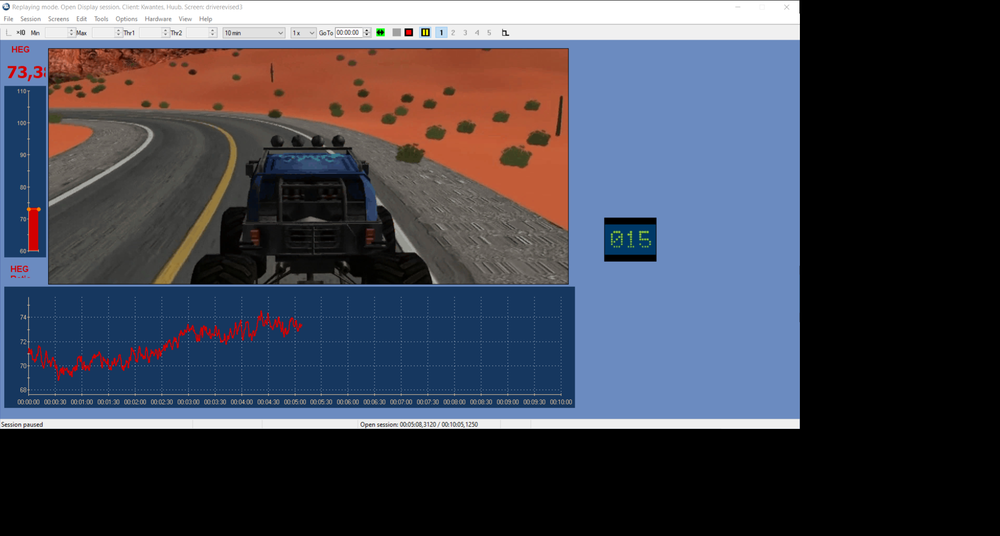 Replaying mode. Open Display session. Client: Kwantes, Huub. Screen: driverevised3
File Session Screens Edit Tools Options Hardware View Help
×10 Min Max Thr1 Thr2 10 min 1 x GoTo 00:00:00 1 2 3 4 5
HEG
73,38
110
100
90
80
70
60
HEG
Ratio
015
74
72
70
68
00:00:00 00:00:30 00:01:00 00:01:30 00:02:00 00:02:30 00:03:00 00:03:30 00:04:00 00:04:30 00:05:00 00:05:30 00:06:00 00:06:30 00:07:00 00:07:30 00:08:00 00:08:30 00:09:00 00:09:30 00:10:00
Session paused Open session: 00:05:08,3120 / 00:10:05,1250